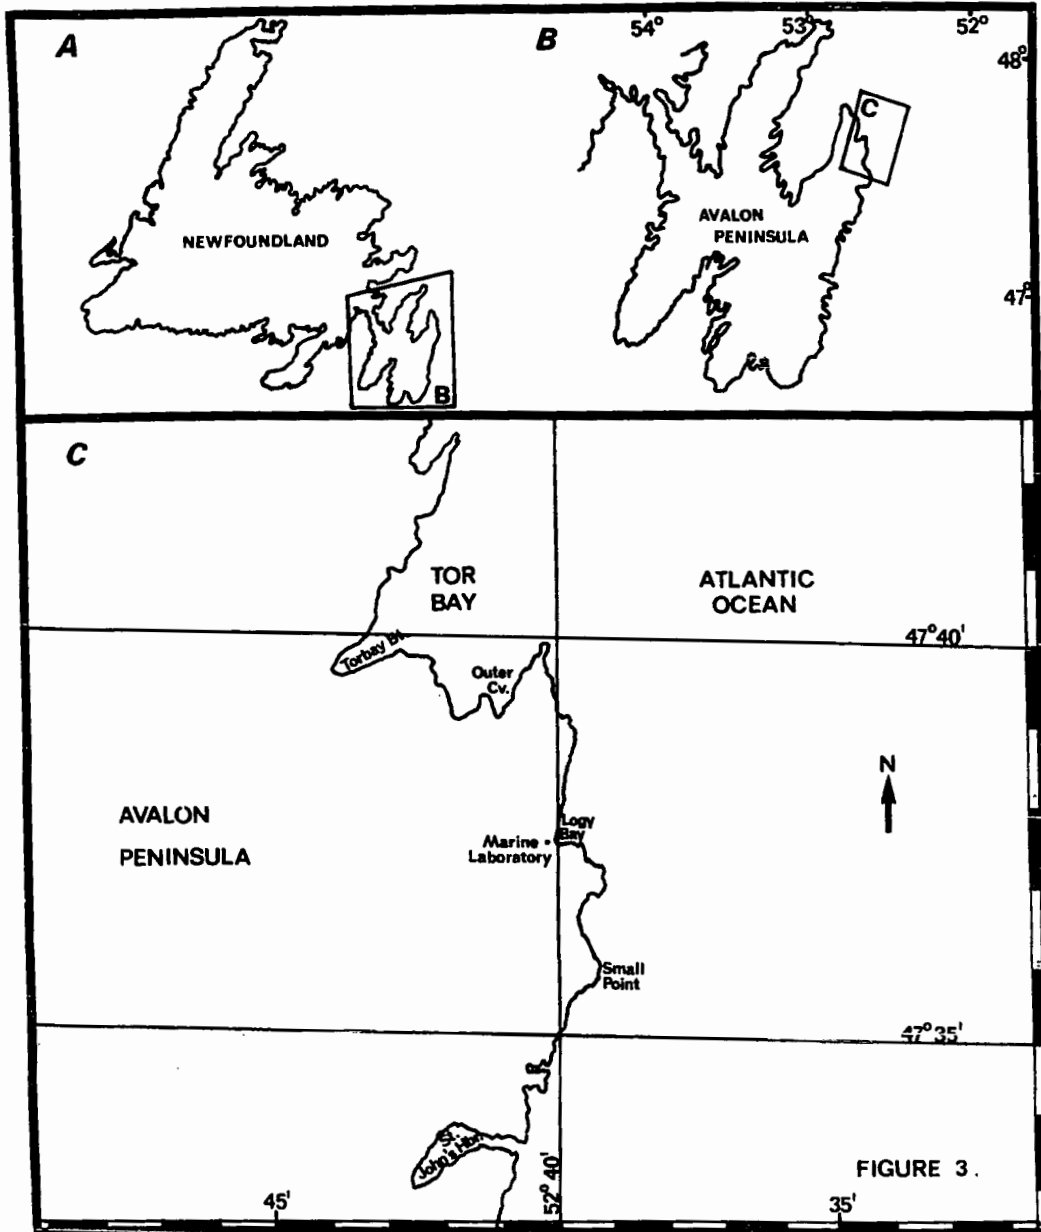 A
NEWFOUNDLAND
B
B
54°
53°
52°
48°
C
AVALON
PENINSULA
47°
C
TOR
BAY
ATLANTIC
OCEAN
47°40'
Torbay Bt.
Outer
Cv.
N
AVALON
PENINSULA
Logy
Bay
Marine
Laboratory
Small
Point
47°35'
St.
John's Hbr.
52° 40'
FIGURE 3.
45'
35'